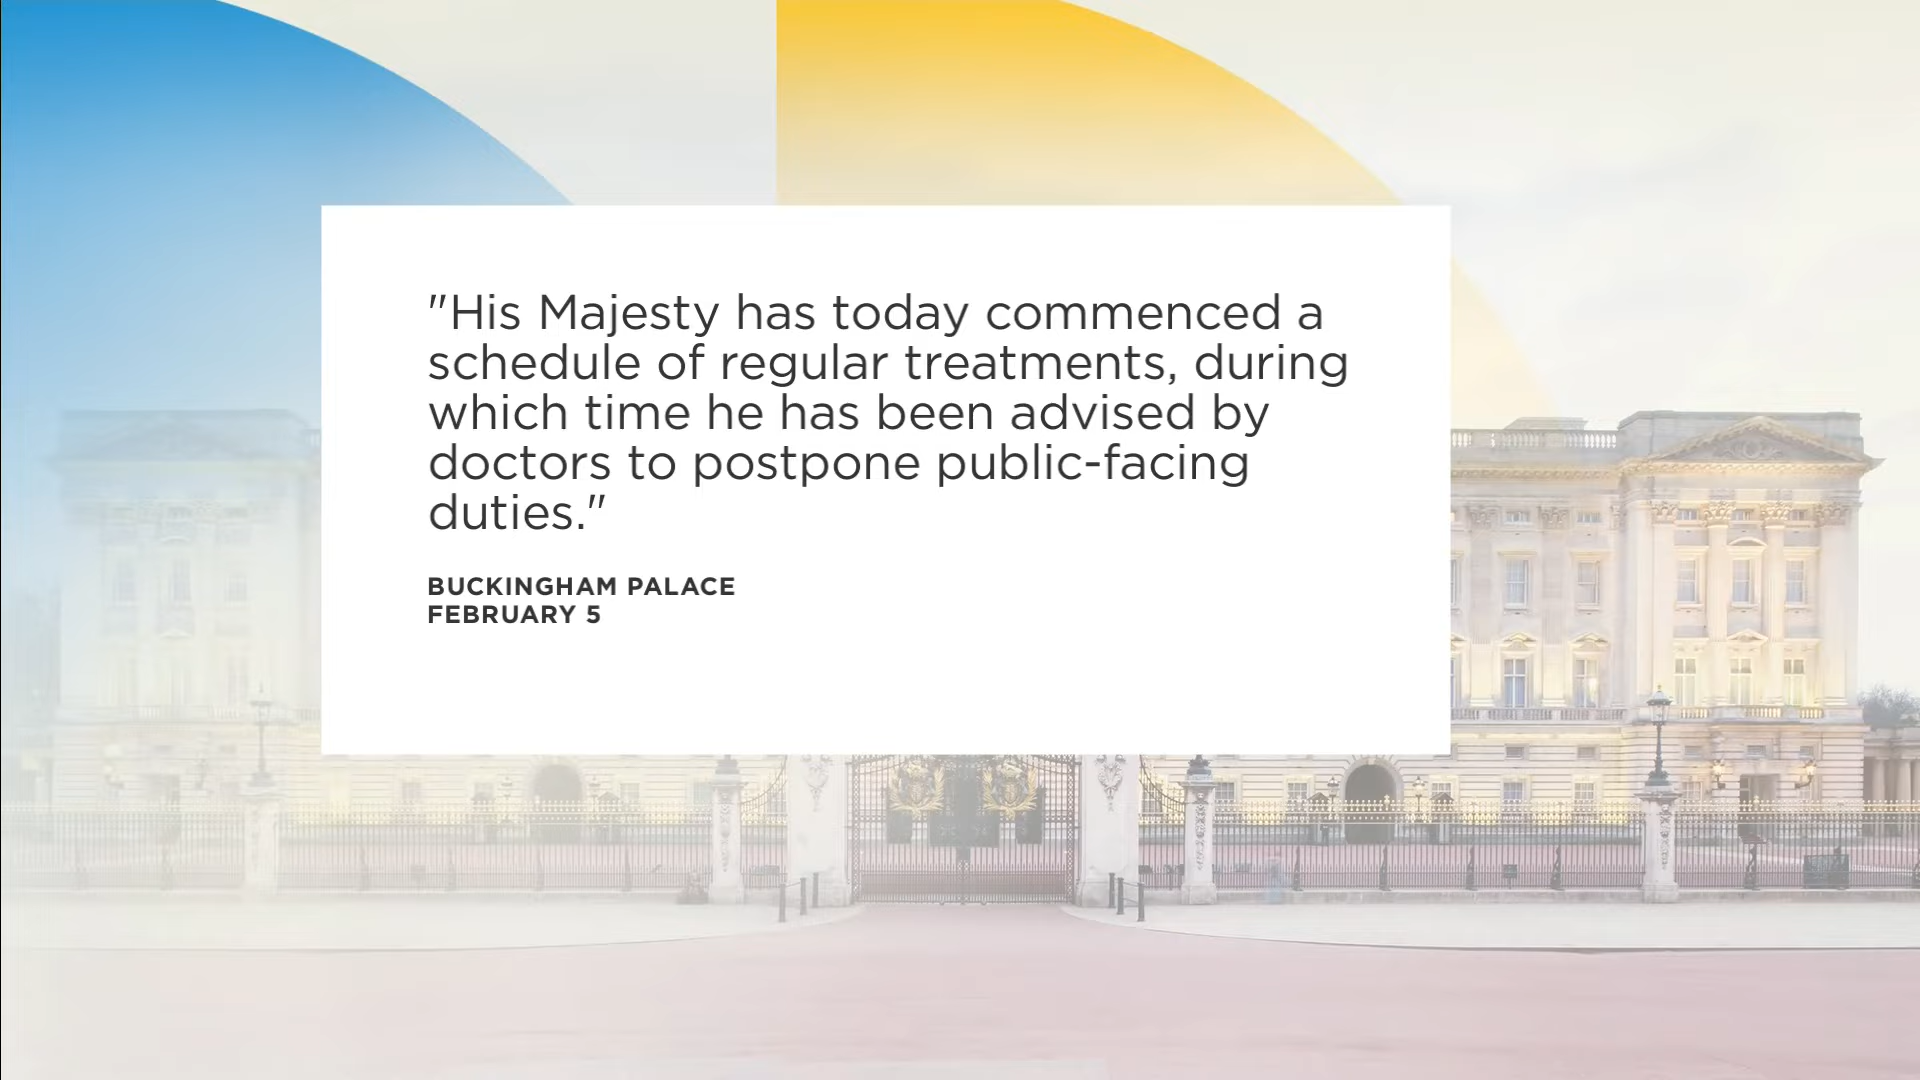 "His Majesty has today commenced a
schedule of regular treatments, during
which time he has been advised by
doctors to postpone public-facing
duties."
BUCKINGHAM PALACE
FEBRUARY 5